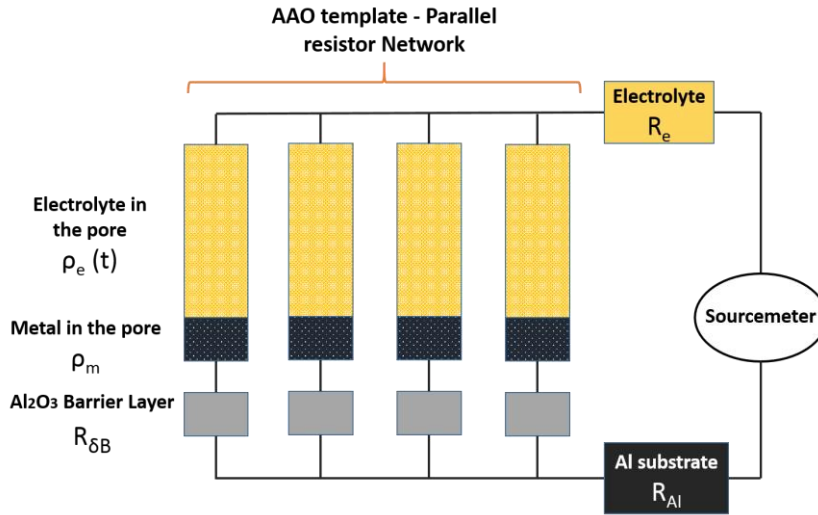 AAO template - Parallel
resistor Network
Electrolyte
Rₑ
Electrolyte in
the pore
ρₑ (t)
Sourcemeter
Metal in the pore
ρₘ
Al₂O₃ Barrier Layer
R_δB
Al substrate
R_Al